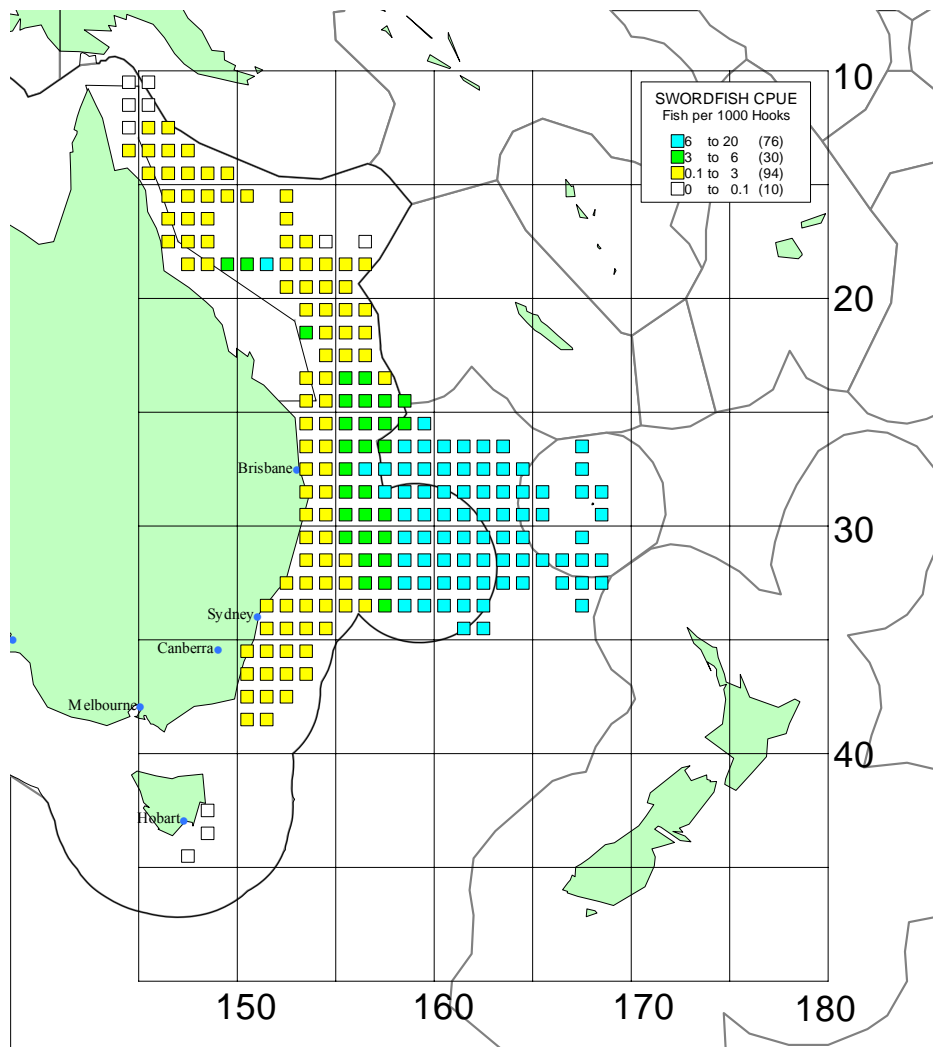 10
SWORDFISH CPUE
Fish per 1000 Hooks
6 to 20 (76)
3 to 6 (30)
0.1 to 3 (94)
0 to 0.1 (10)
20
Brisbane
30
Sydney
Canberra
Melbourne
40
Hobart
150 160 170 180